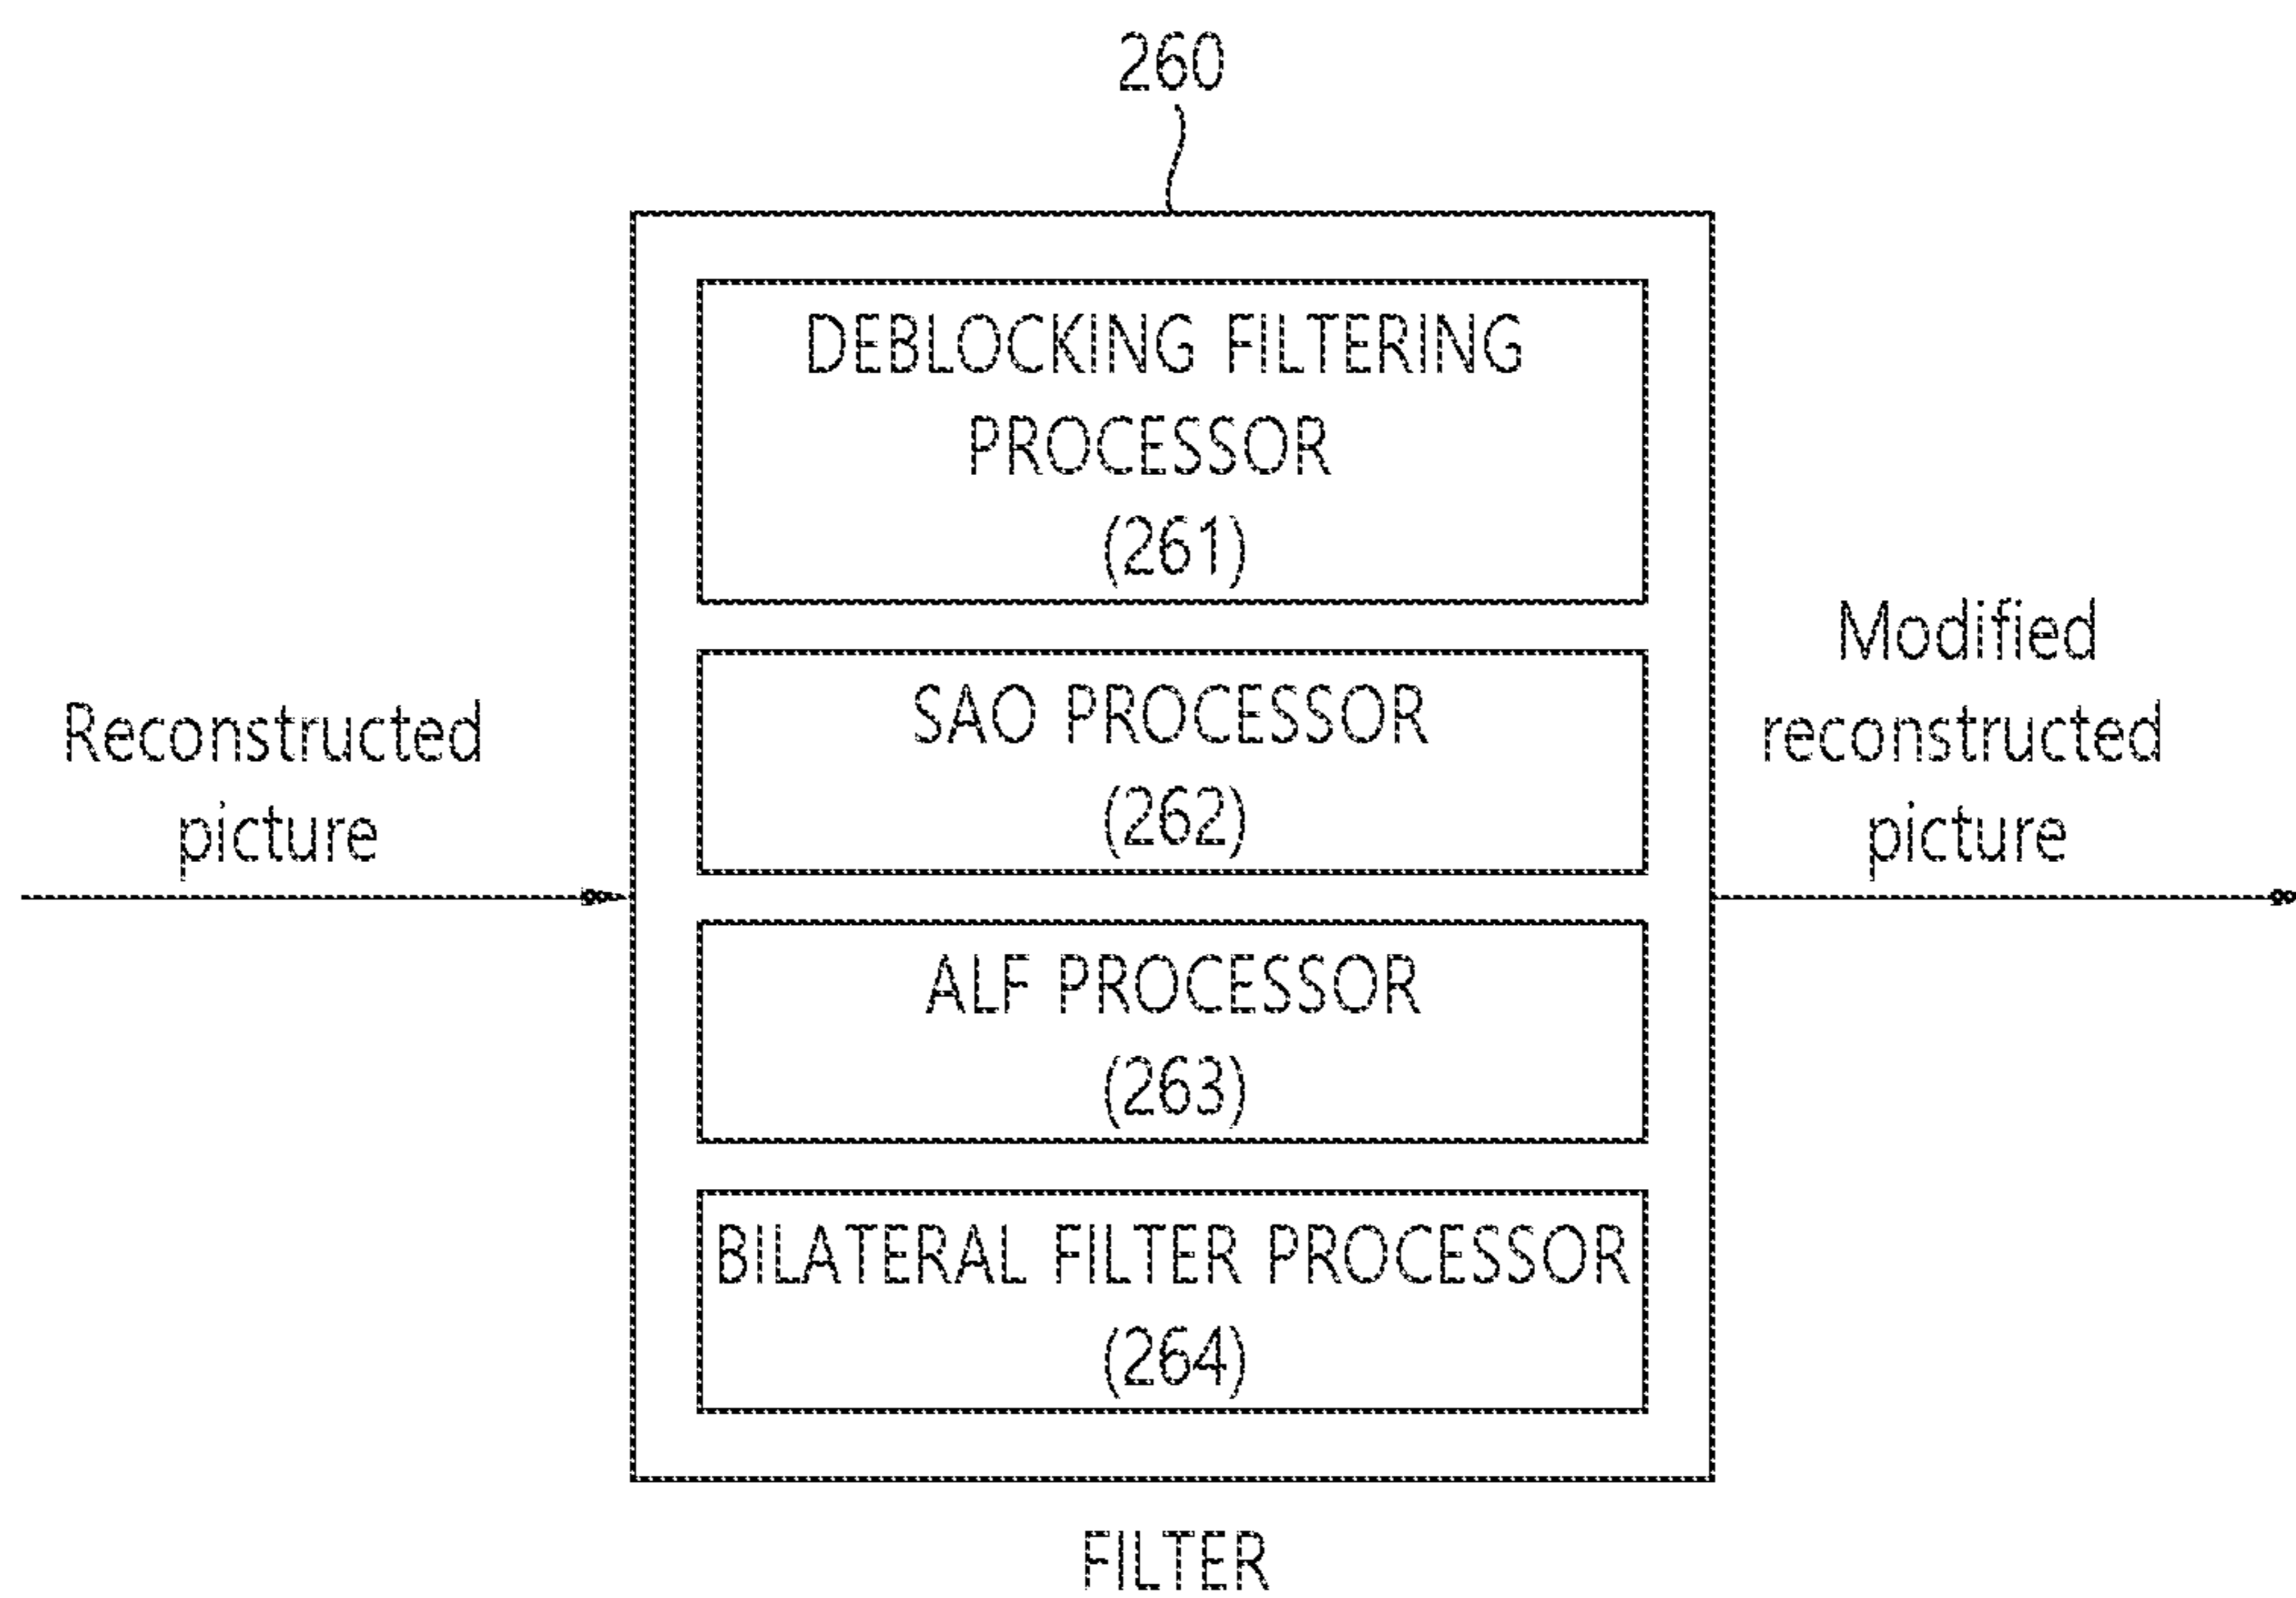 260
DEBLOCKING FILTERING
PROCESSOR
(261)
SAO PROCESSOR
(262)
ALF PROCESSOR
(263)
BILATERAL FILTER PROCESSOR
(264)
Reconstructed
picture
Modified
reconstructed
picture
FILTER